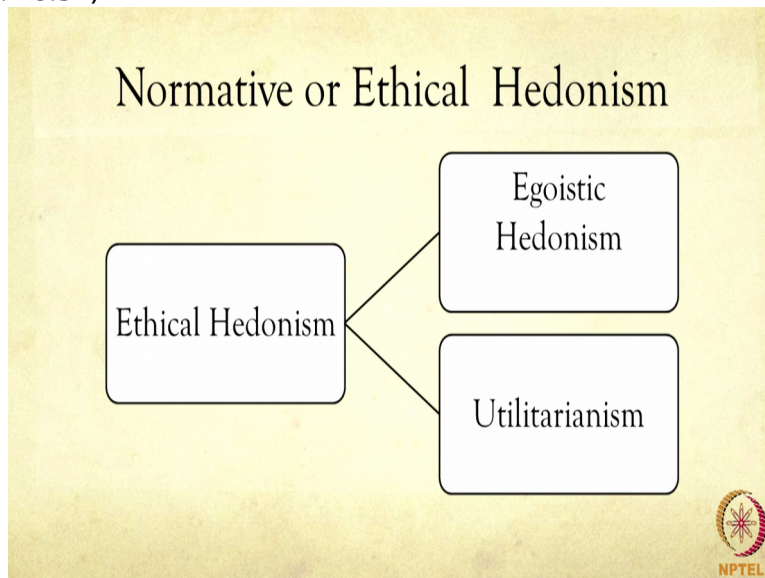 Normative or Ethical Hedonism
Egoistic
Hedonism
Ethical Hedonism
Utilitarianism
NPTEL